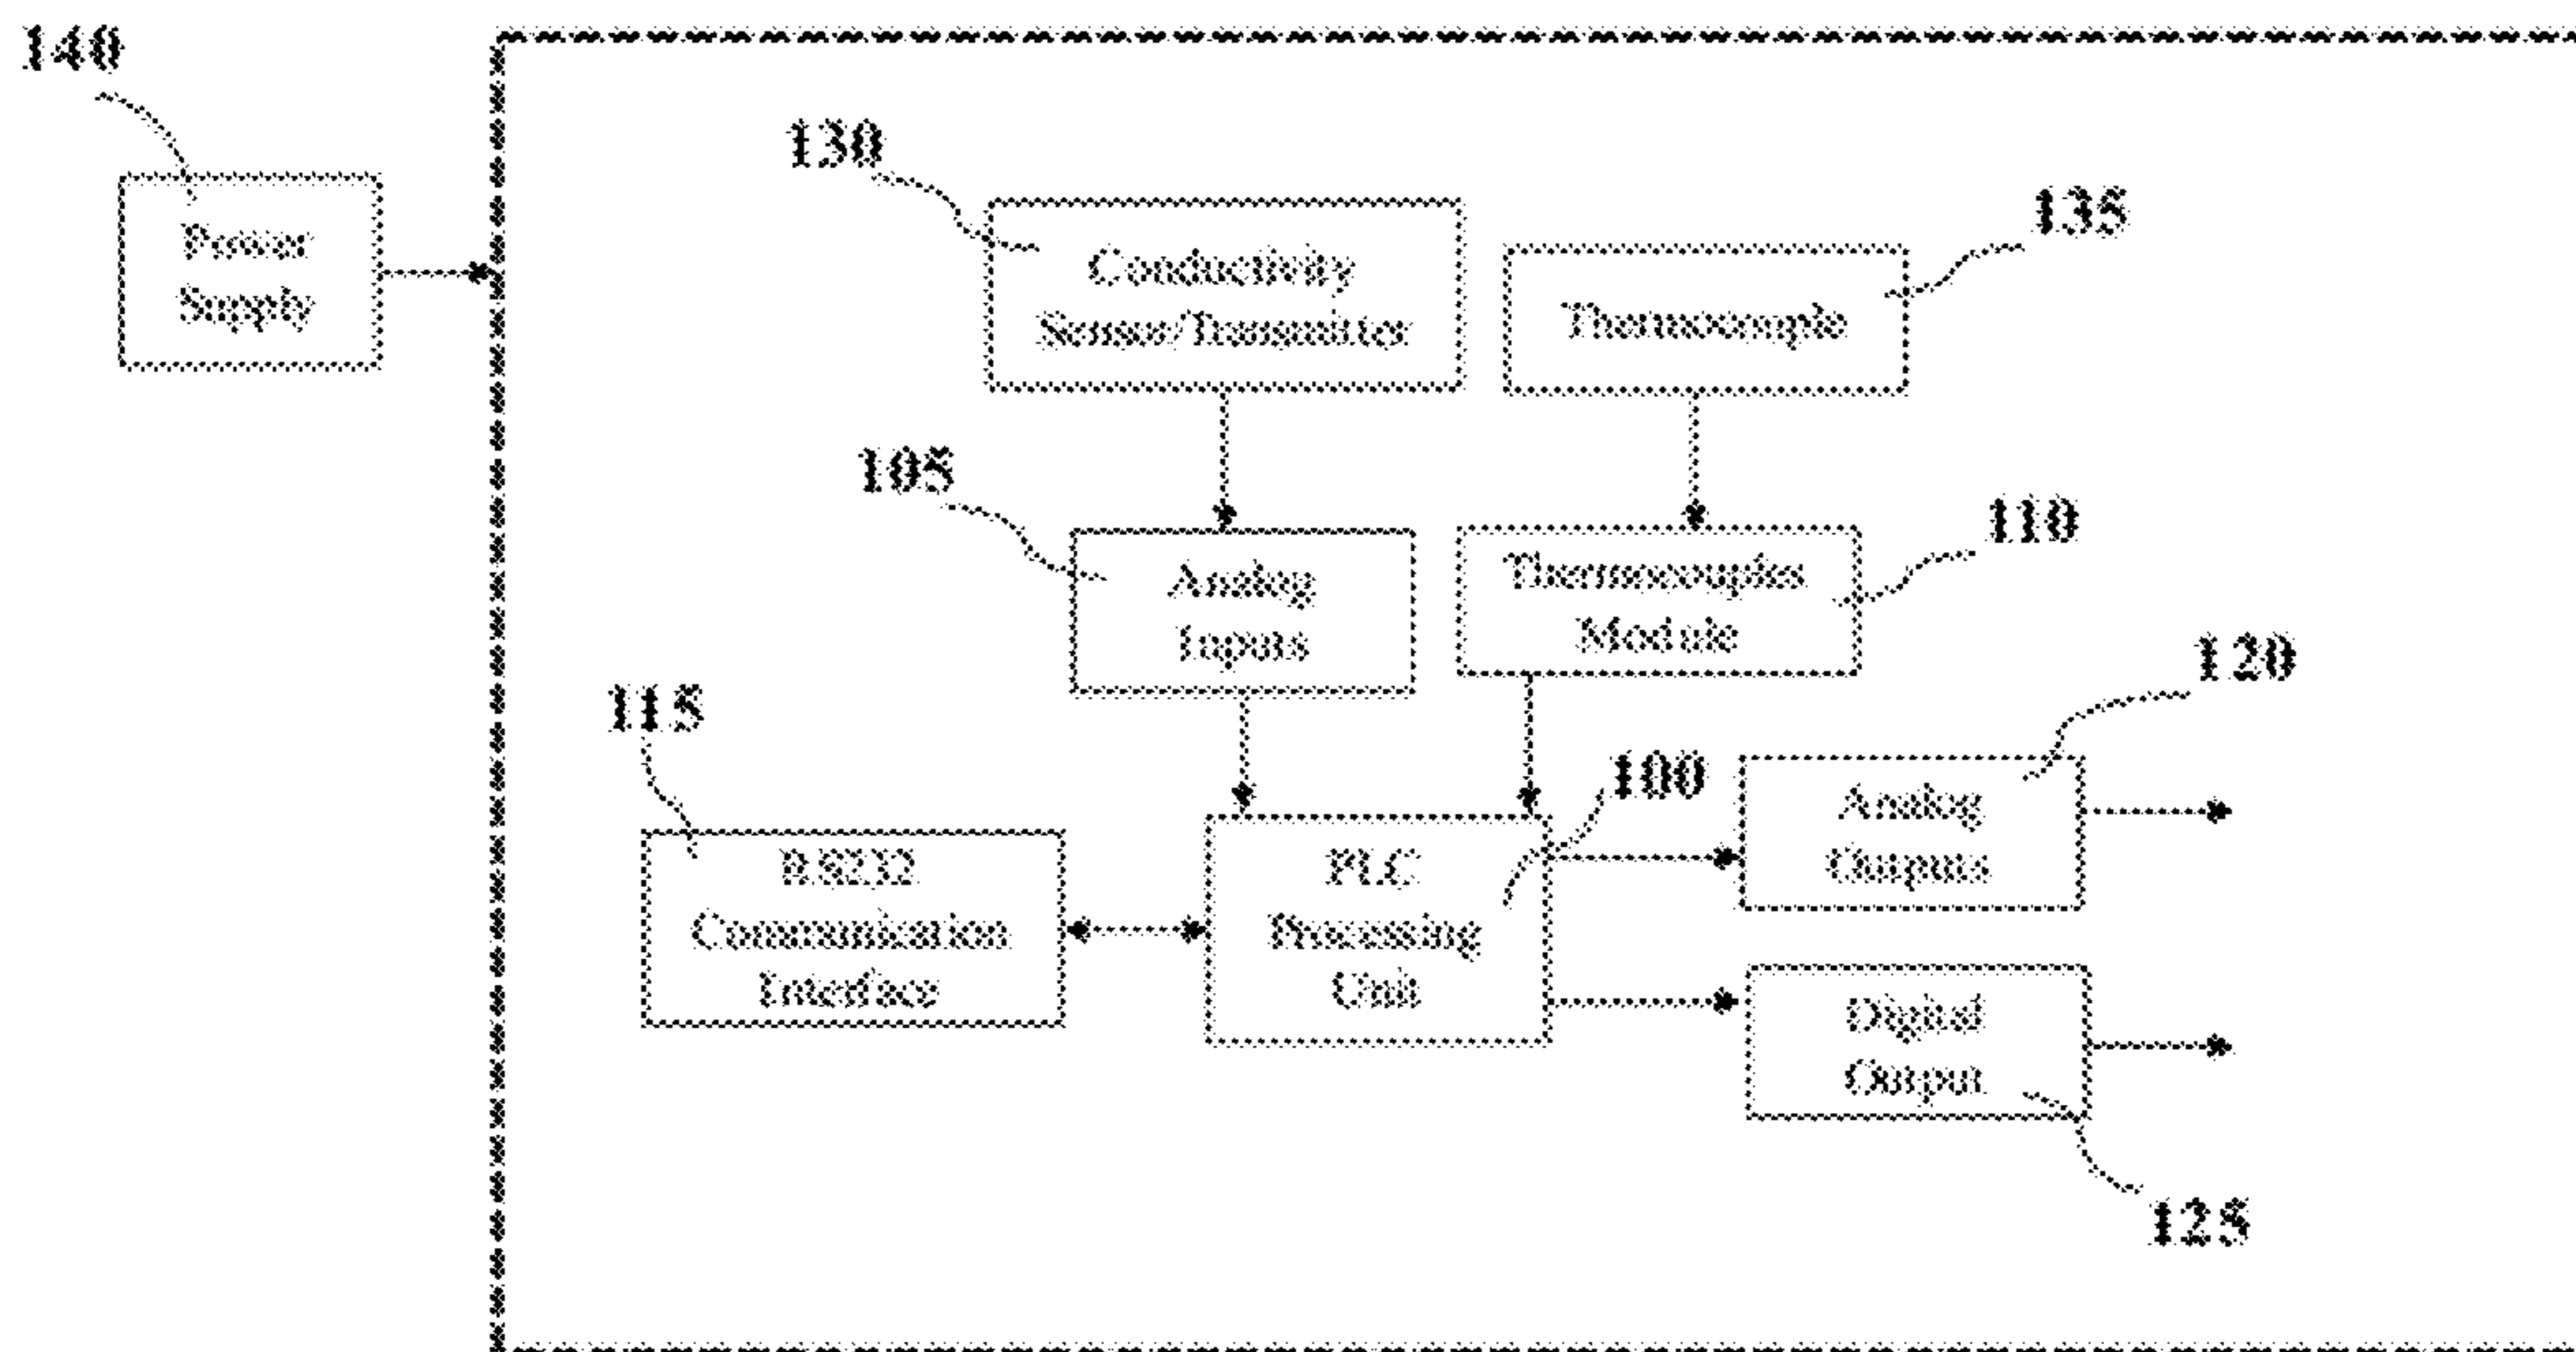 140
130
135
Power
Supply
Conductivity
Sensor/Transmitter
Thermocouple
105
110
Analog
Inputs
Thermocouples
Module
120
115
100
Analog
Outputs
RS232
Communication
Interface
PLC
Processing
Unit
Digital
Output
125